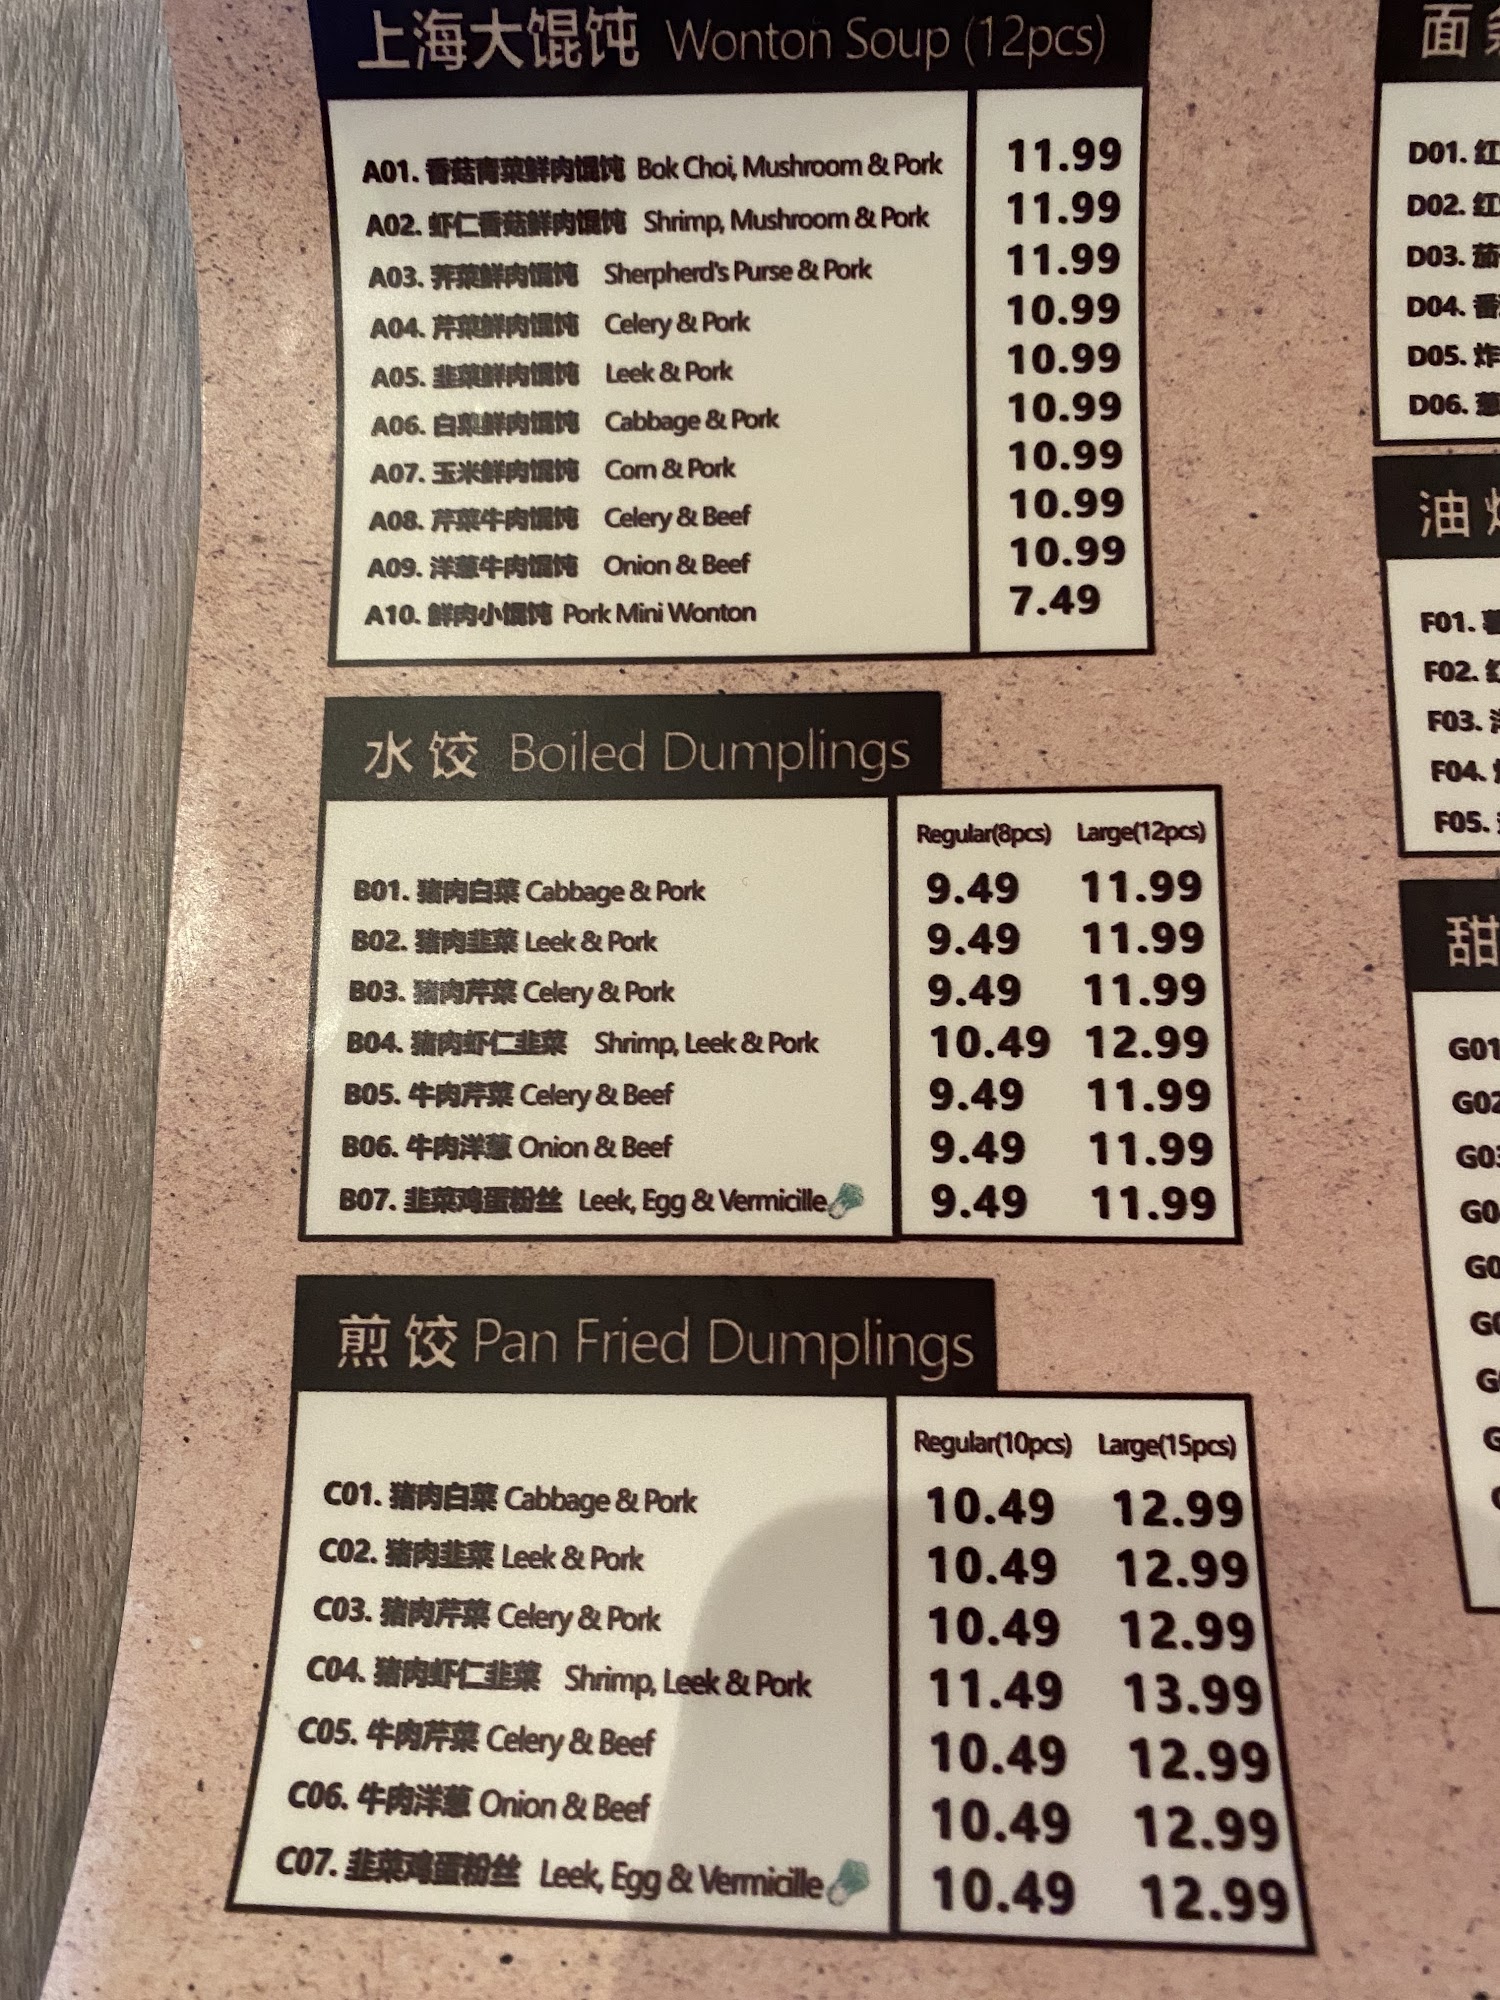 上海大馄饨 Wonton Soup (12pcs)
A01. 香菇青菜鲜肉馄饨 Bok Choi, Mushroom & Pork 11.99
A02. 虾仁香菇鲜肉馄饨 Shrimp, Mushroom & Pork 11.99
A03. 荠菜鲜肉馄饨 Sherpherd's Purse & Pork 11.99
A04. 芹菜鲜肉馄饨 Celery & Pork 10.99
A05. 韭菜鲜肉馄饨 Leek & Pork 10.99
A06. 白菜鲜肉馄饨 Cabbage & Pork 10.99
A07. 玉米鲜肉馄饨 Corn & Pork 10.99
A08. 芹菜牛肉馄饨 Celery & Beef 10.99
A09. 洋葱牛肉馄饨 Onion & Beef 10.99
A10. 鲜肉小馄饨 Pork Mini Wonton 7.49
水饺 Boiled Dumplings
Regular(8pcs) Large(12pcs)
B01. 猪肉白菜 Cabbage & Pork 9.49 11.99
B02. 猪肉韭菜 Leek & Pork 9.49 11.99
B03. 猪肉芹菜 Celery & Pork 9.49 11.99
B04. 猪肉虾仁韭菜 Shrimp, Leek & Pork 10.49 12.99
B05. 牛肉芹菜 Celery & Beef 9.49 11.99
B06. 牛肉洋葱 Onion & Beef 9.49 11.99
B07. 韭菜鸡蛋粉丝 Leek, Egg & Vermicille 9.49 11.99
煎饺 Pan Fried Dumplings
Regular(10pcs) Large(15pcs)
C01. 猪肉白菜 Cabbage & Pork 10.49 12.99
C02. 猪肉韭菜 Leek & Pork 10.49 12.99
C03. 猪肉芹菜 Celery & Pork 10.49 12.99
C04. 猪肉虾仁韭菜 Shrimp, Leek & Pork 11.49 13.99
C05. 牛肉芹菜 Celery & Beef 10.49 12.99
C06. 牛肉洋葱 Onion & Beef 10.49 12.99
C07. 韭菜鸡蛋粉丝 Leek, Egg & Vermicille 10.49 12.99
面
D01. 红
D02. 红
D03. 茄
D04. 番
D05. 炸
D06. 葱
油
F01.
F02. 红
F03.
F04.
F05.
甜
G01
G02